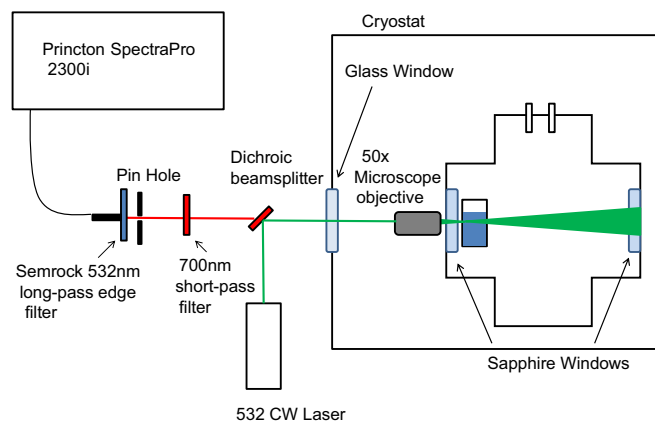 Cryostat
Princton SpectraPro
2300i
Glass Window
Pin Hole
Dichroic
beamsplitter
50x
Microscope
objective
Semrock 532nm
long-pass edge
filter
700nm
short-pass
filter
Sapphire Windows
532 CW Laser